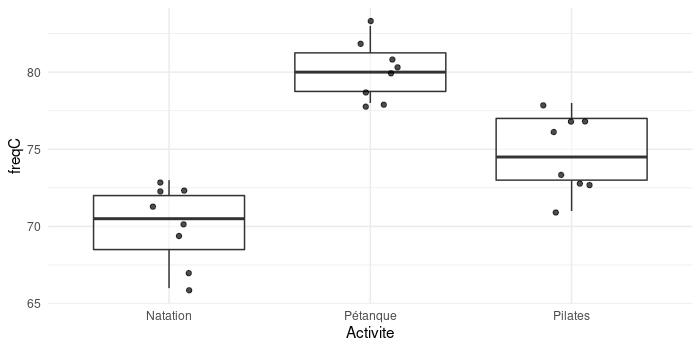 freqC
80
75
70
65
Natation
Pétanque
Pilates
Activite